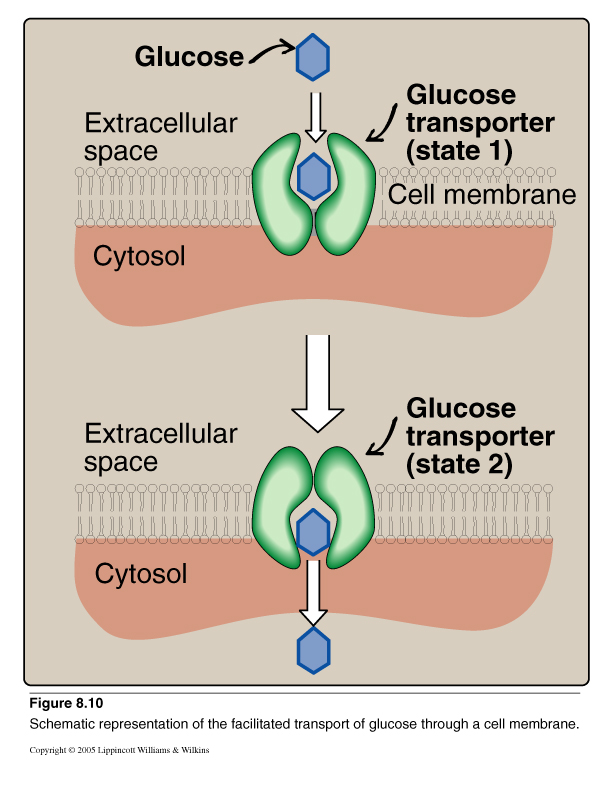 Glucose
Glucose
transporter
(state 1)
Extracellular
space
Cell membrane
Cytosol
Glucose
transporter
(state 2)
Extracellular
space
Cytosol
Figure 8.10
Schematic representation of the facilitated transport of glucose through a cell membrane.
Copyright © 2005 Lippincott Williams & Wilkins